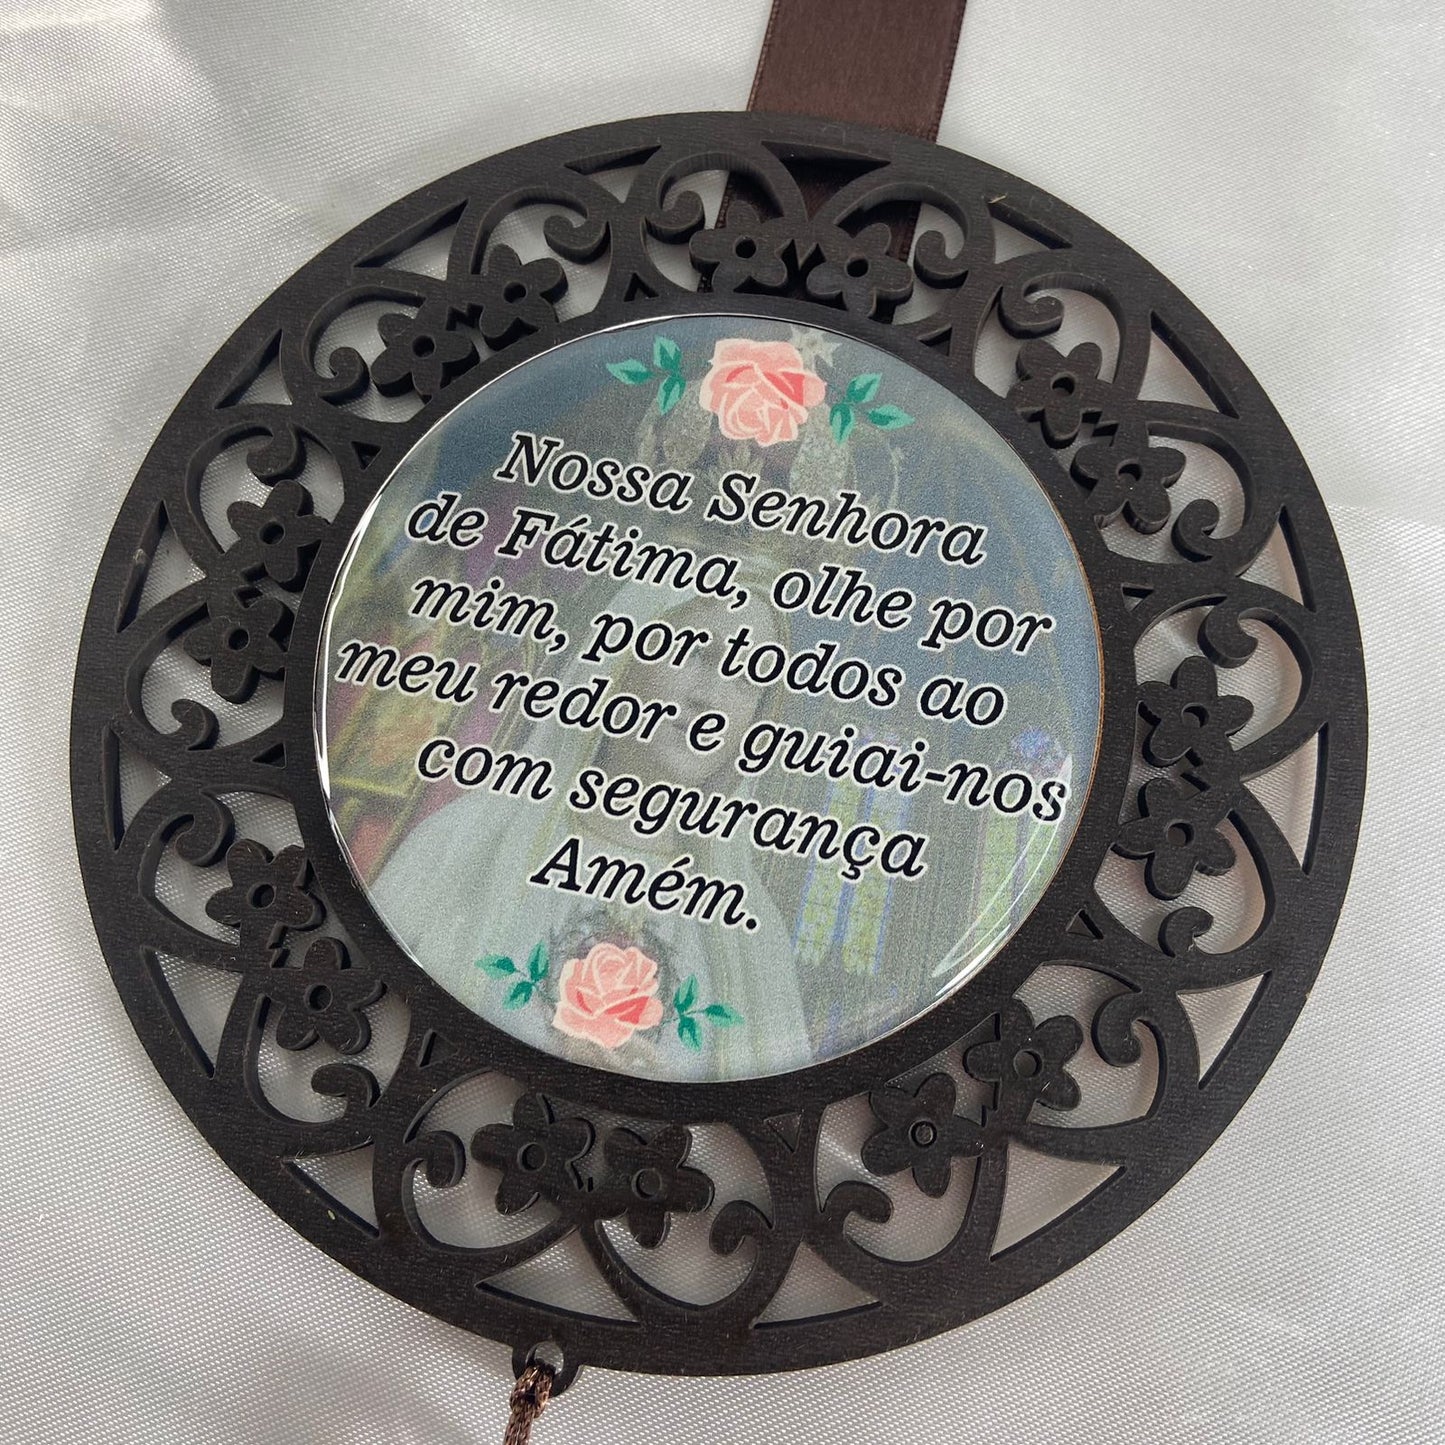 Nossa Senhora
de Fátima, olhe por
mim, por todos ao
meu redor e guiai-nos
com segurança
Amém.